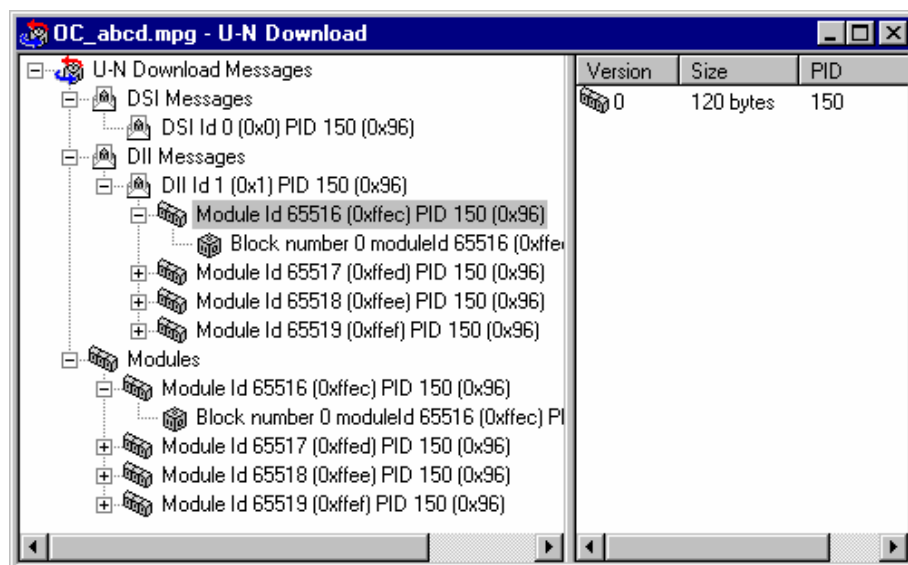 OC_abcd.mpg - U-N Download
U-N Download Messages
DSI Messages
DSI Id 0 (0x0) PID 150 (0x96)
DII Messages
DII Id 1 (0x1) PID 150 (0x96)
Module Id 65516 (0xffec) PID 150 (0x96)
Block number 0 moduleId 65516 (0xffe
Module Id 65517 (0xffed) PID 150 (0x96)
Module Id 65518 (0xffee) PID 150 (0x96)
Module Id 65519 (0xffef) PID 150 (0x96)
Modules
Module Id 65516 (0xffec) PID 150 (0x96)
Block number 0 moduleId 65516 (0xffec) PI
Module Id 65517 (0xffed) PID 150 (0x96)
Module Id 65518 (0xffee) PID 150 (0x96)
Module Id 65519 (0xffef) PID 150 (0x96)
Version Size PID
0 120 bytes 150